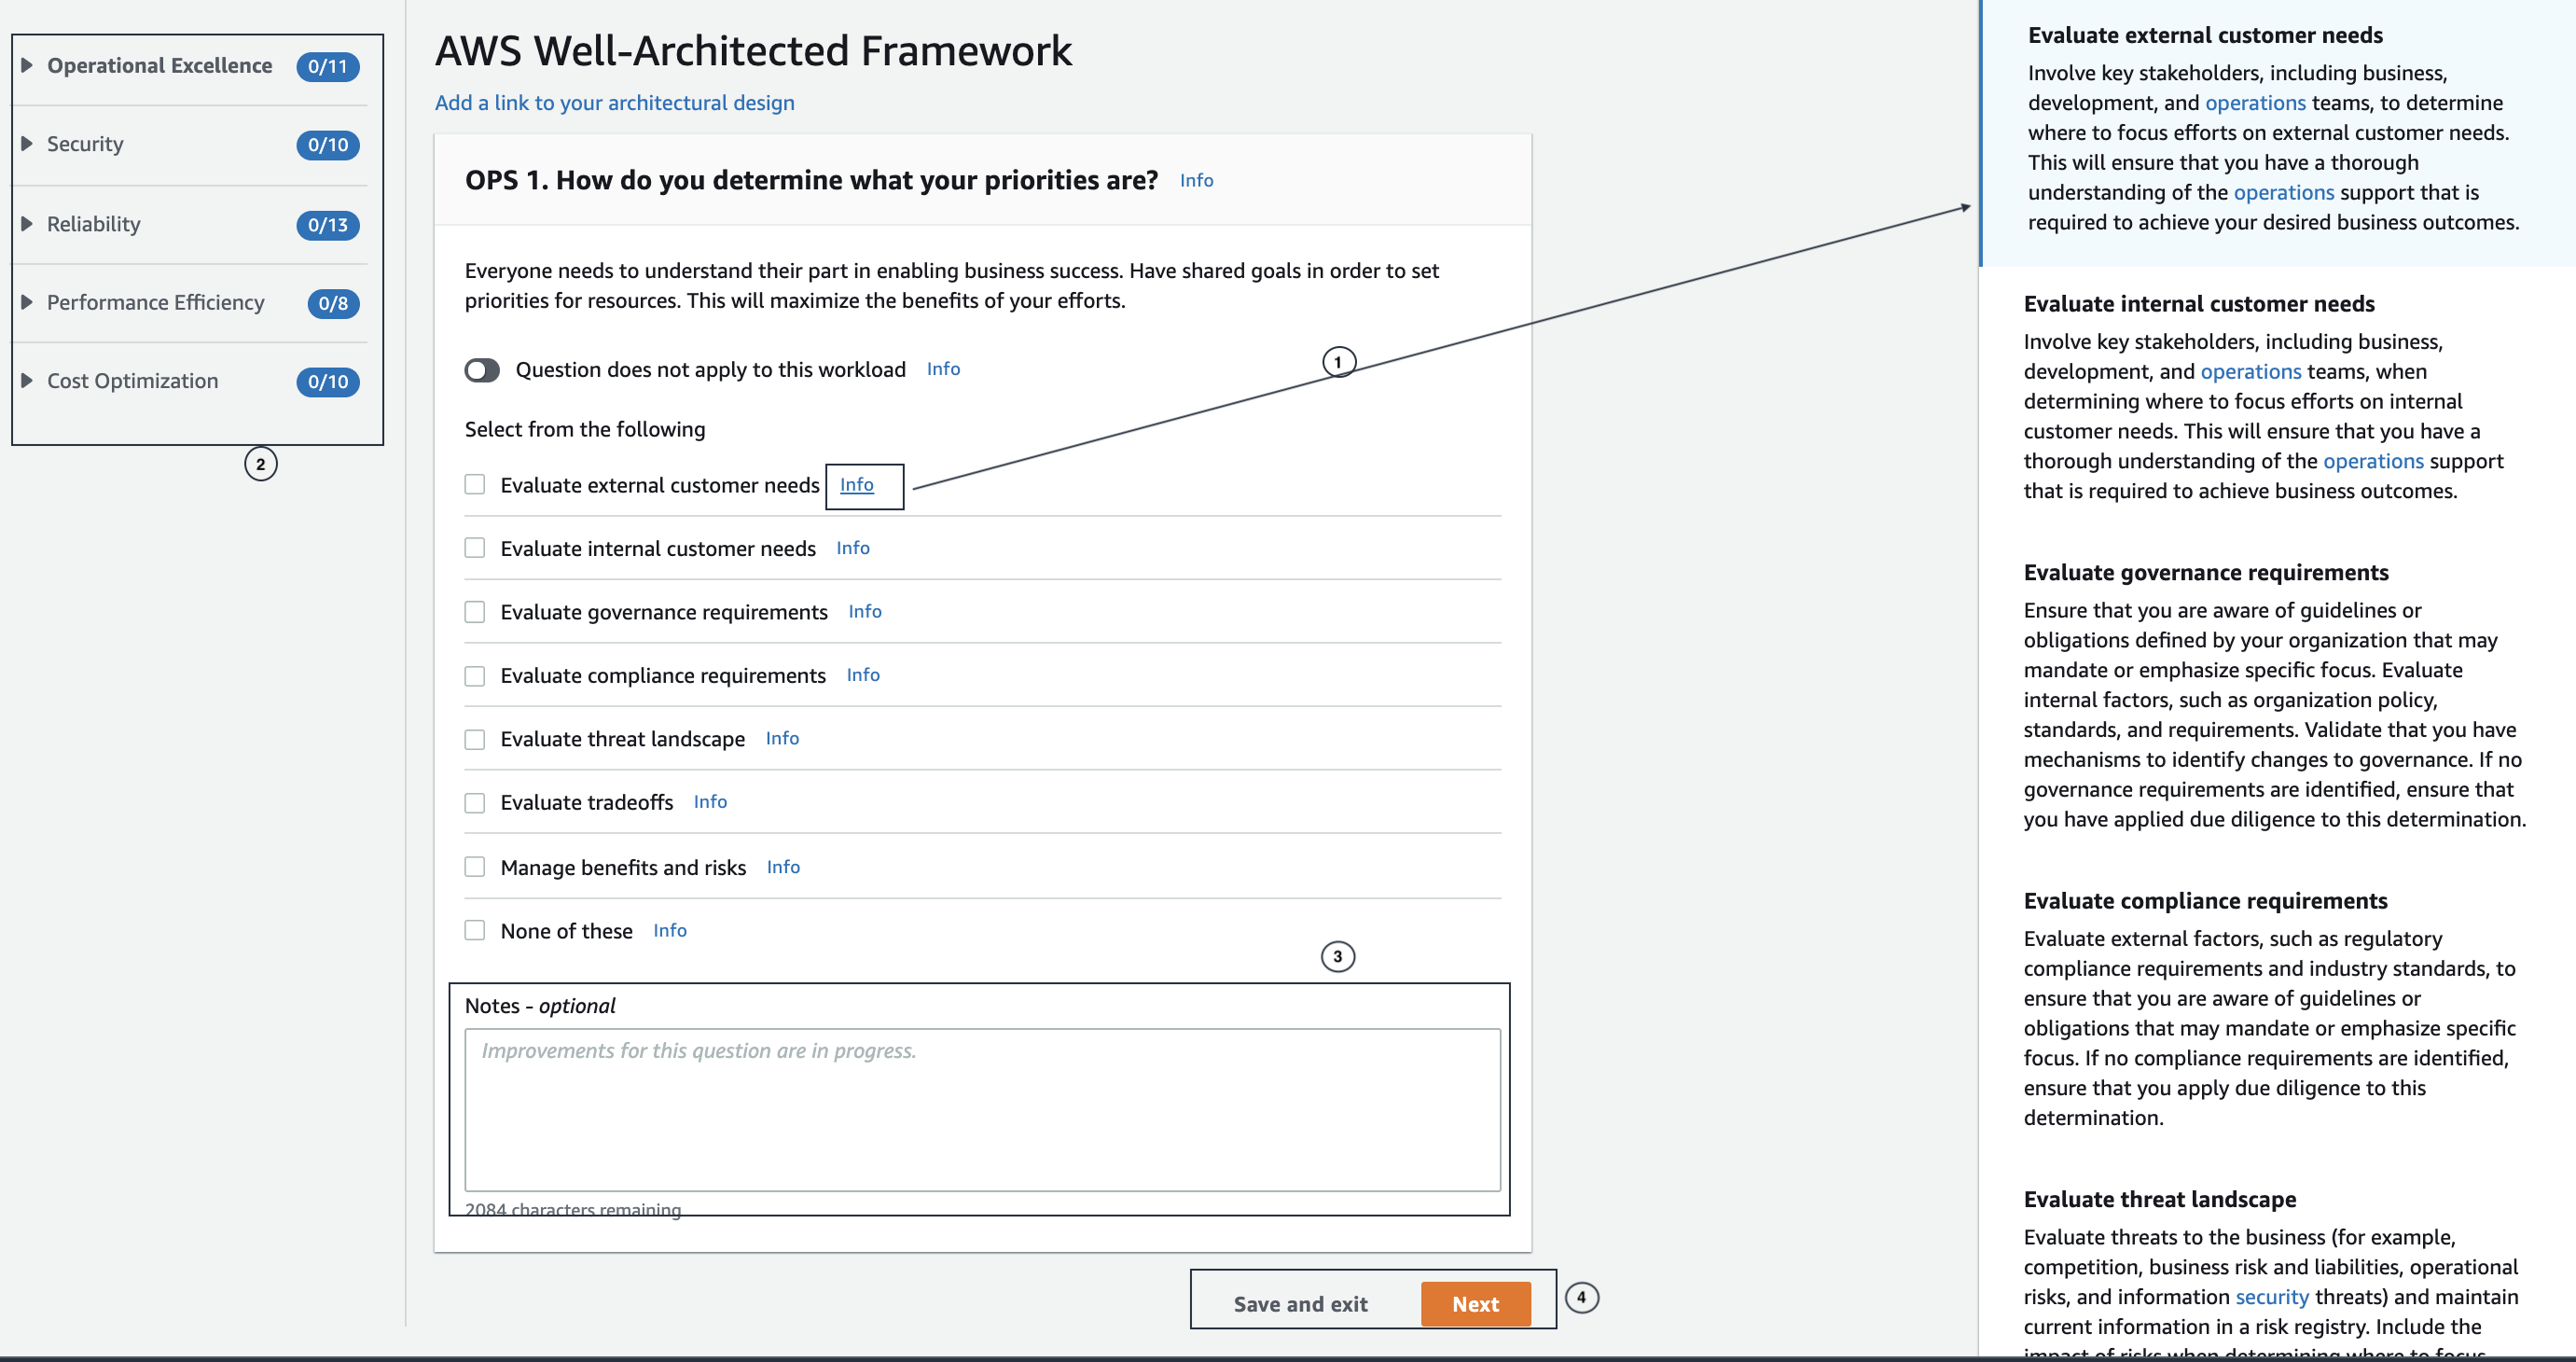 Operational Excellence 0/11
Security 0/10
Reliability 0/13
Performance Efficiency 0/8
Cost Optimization 0/10
2
AWS Well-Architected Framework
Add a link to your architectural design
OPS 1. How do you determine what your priorities are? Info
Everyone needs to understand their part in enabling business success. Have shared goals in order to set
priorities for resources. This will maximize the benefits of your efforts.
Question does not apply to this workload Info
1
Select from the following
Evaluate external customer needs Info
Evaluate internal customer needs Info
Evaluate governance requirements Info
Evaluate compliance requirements Info
Evaluate threat landscape Info
Evaluate tradeoffs Info
Manage benefits and risks Info
None of these Info
3
Notes - optional
Improvements for this question are in progress.
2084 characters remaining
Save and exit Next
4
Evaluate external customer needs
Involve key stakeholders, including business,
development, and operations teams, to determine
where to focus efforts on external customer needs.
This will ensure that you have a thorough
understanding of the operations support that is
required to achieve your desired business outcomes.
Evaluate internal customer needs
Involve key stakeholders, including business,
development, and operations teams, when
determining where to focus efforts on internal
customer needs. This will ensure that you have a
thorough understanding of the operations support
that is required to achieve business outcomes.
Evaluate governance requirements
Ensure that you are aware of guidelines or
obligations defined by your organization that may
mandate or emphasize specific focus. Evaluate
internal factors, such as organization policy,
standards, and requirements. Validate that you have
mechanisms to identify changes to governance. If no
governance requirements are identified, ensure that
you have applied due diligence to this determination.
Evaluate compliance requirements
Evaluate external factors, such as regulatory
compliance requirements and industry standards, to
ensure that you are aware of guidelines or
obligations that may mandate or emphasize specific
focus. If no compliance requirements are identified,
ensure that you apply due diligence to this
determination.
Evaluate threat landscape
Evaluate threats to the business (for example,
competition, business risk and liabilities, operational
risks, and information security threats) and maintain
current information in a risk registry. Include the
impact of risks when determining where to focus